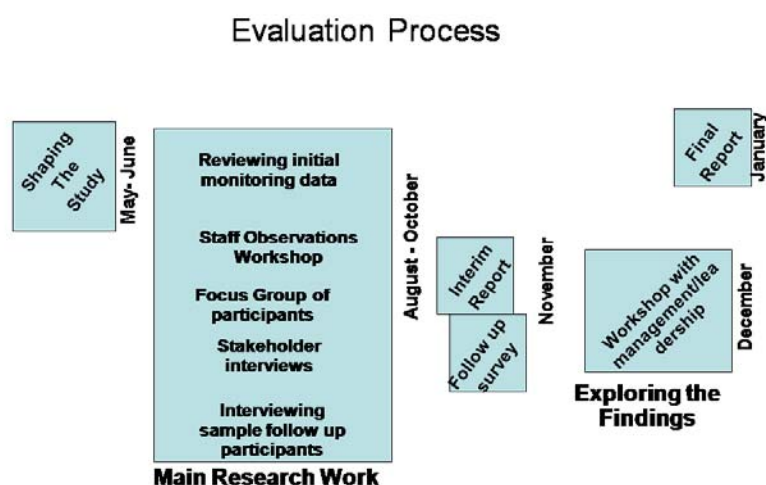 Evaluation Process
Shaping
The
Study
May- June
Reviewing initial
monitoring data
Staff Observations
Workshop
Focus Group of
participants
Stakeholder
interviews
Interviewing
sample follow up
participants
Main Research Work
August - October
Interim
Report
Follow up
survey
November
Workshop with
management/lea
dership
December
Exploring the
Findings
Final
Report
January